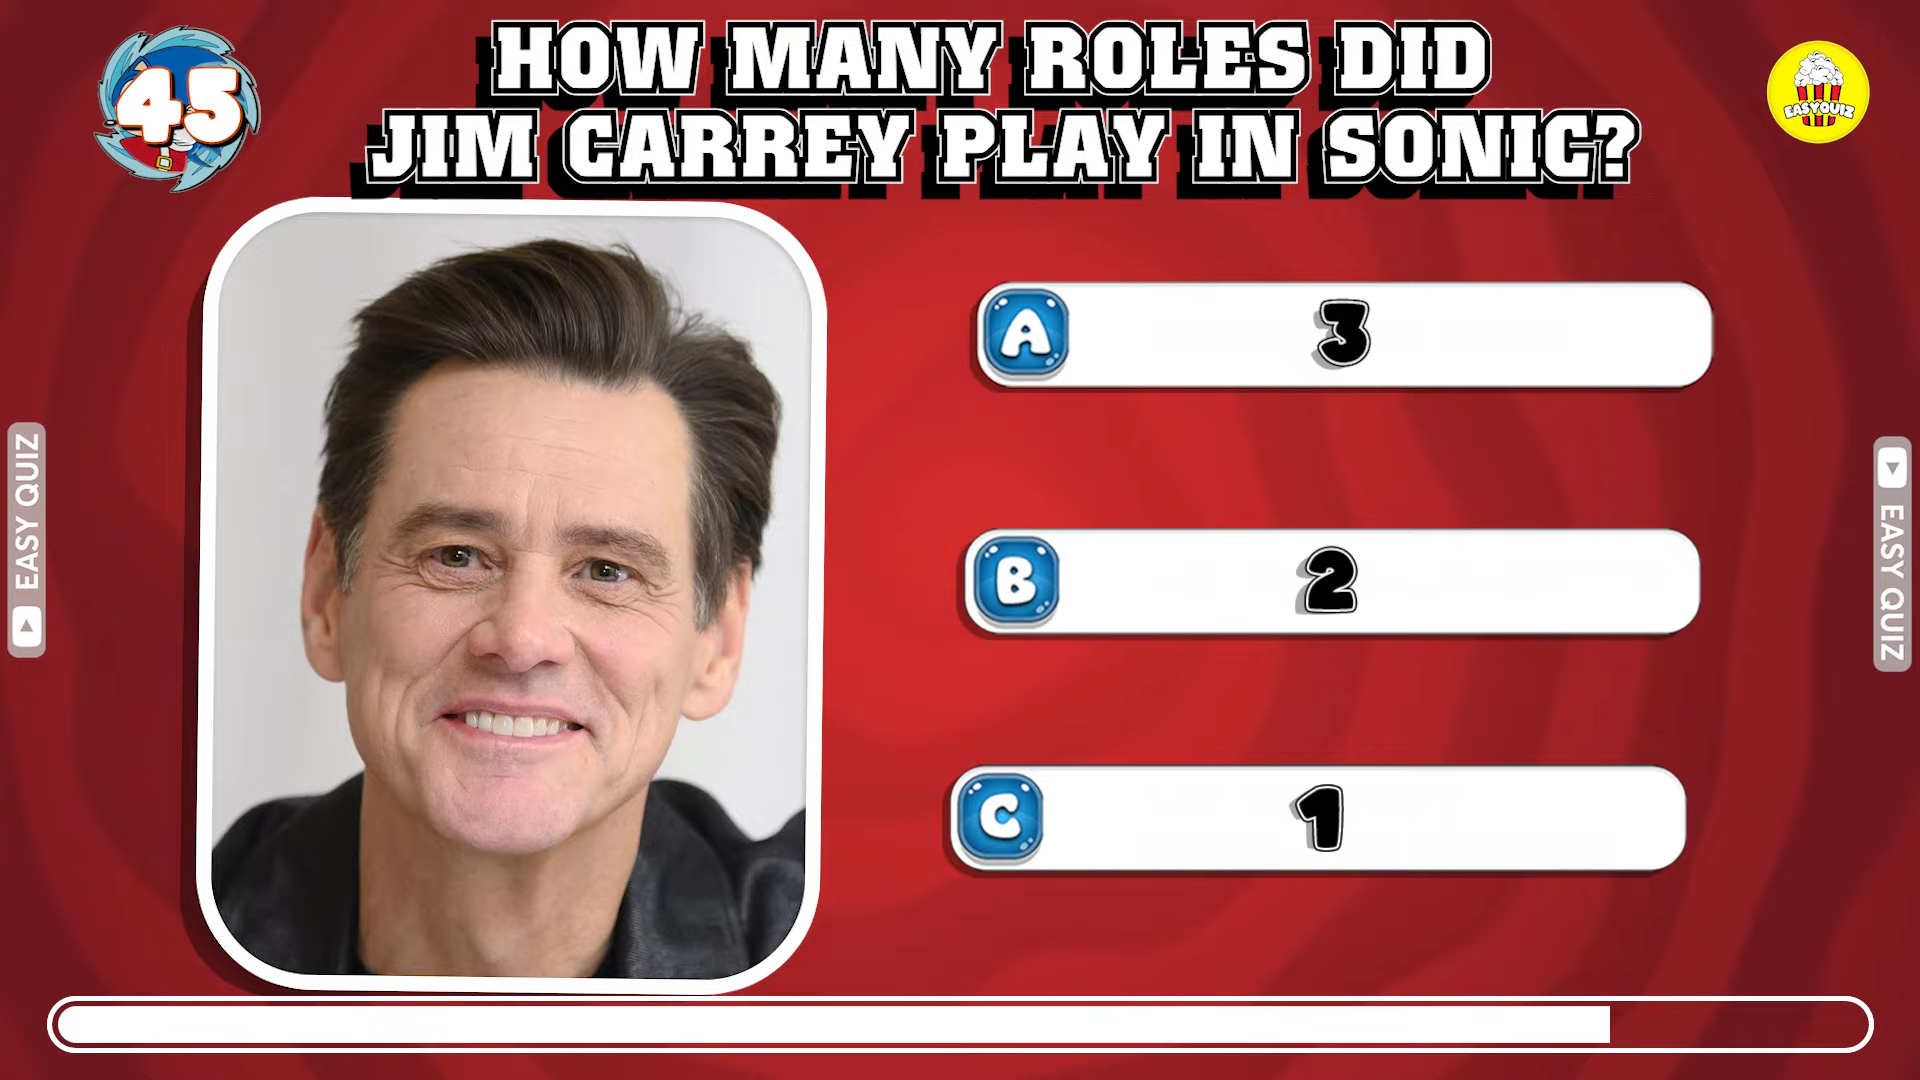 45
HOW MANY ROLES DID
JIM CARREY PLAY IN SONIC?
EASYQUIZ
A 3
B 2
C 1
EASY QUIZ
EASY QUIZ